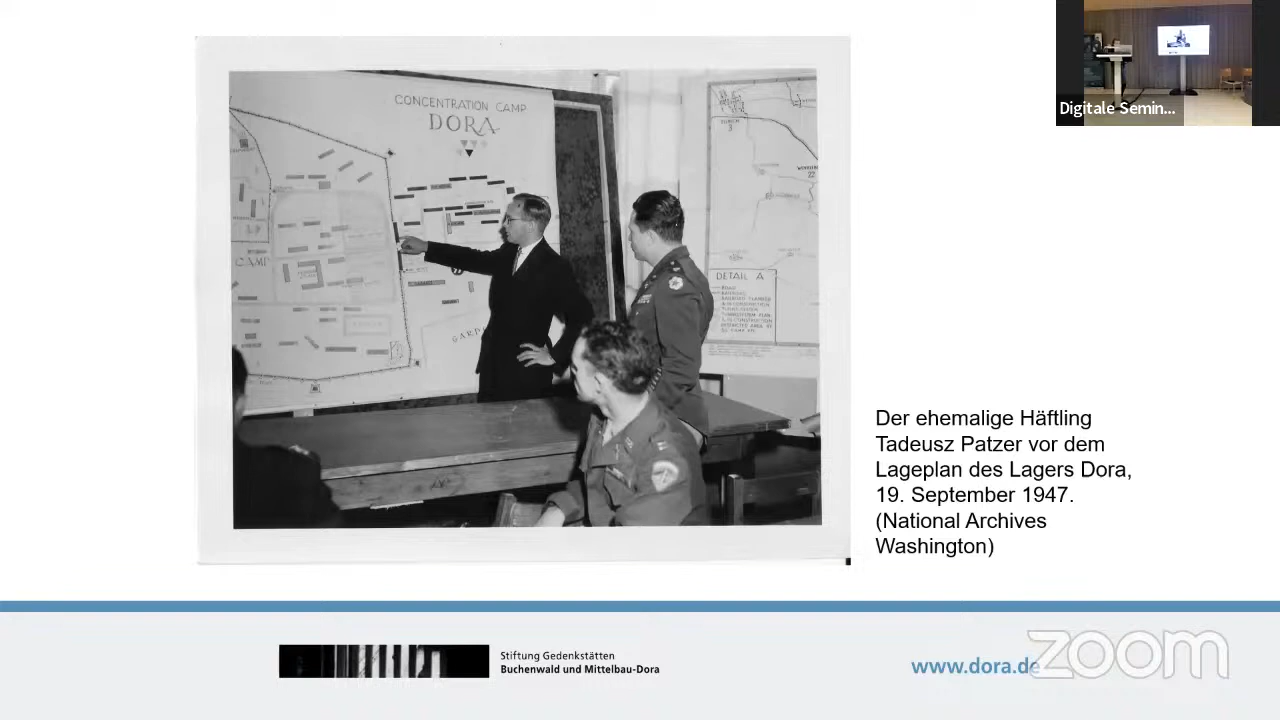 Digitale Semin...
CONCENTRATION CAMP
DORA
CAMP
DETAIL A
Der ehemalige Häftling
Tadeusz Patzer vor dem
Lageplan des Lagers Dora,
19. September 1947.
(National Archives
Washington)
Stiftung Gedenkstätten
Buchenwald und Mittelbau-Dora
www.dora.de
zoom